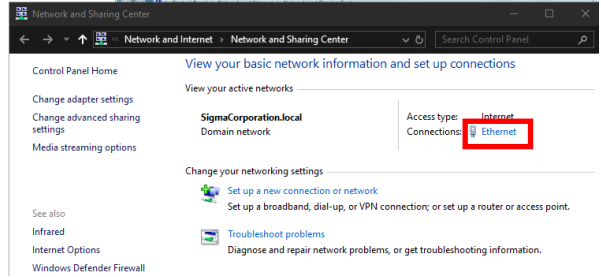 Network and Sharing Center
« Network and Internet › Network and Sharing Center
Search Control Panel
Control Panel Home
Change adapter settings
Change advanced sharing
settings
Media streaming options
View your basic network information and set up connections
View your active networks
SigmaCorporation.local
Domain network
Access type: Internet
Connections: Ethernet
Change your networking settings
Set up a new connection or network
Set up a broadband, dial-up, or VPN connection; or set up a router or access point.
Troubleshoot problems
Diagnose and repair network problems, or get troubleshooting information.
See also
Infrared
Internet Options
Windows Defender Firewall